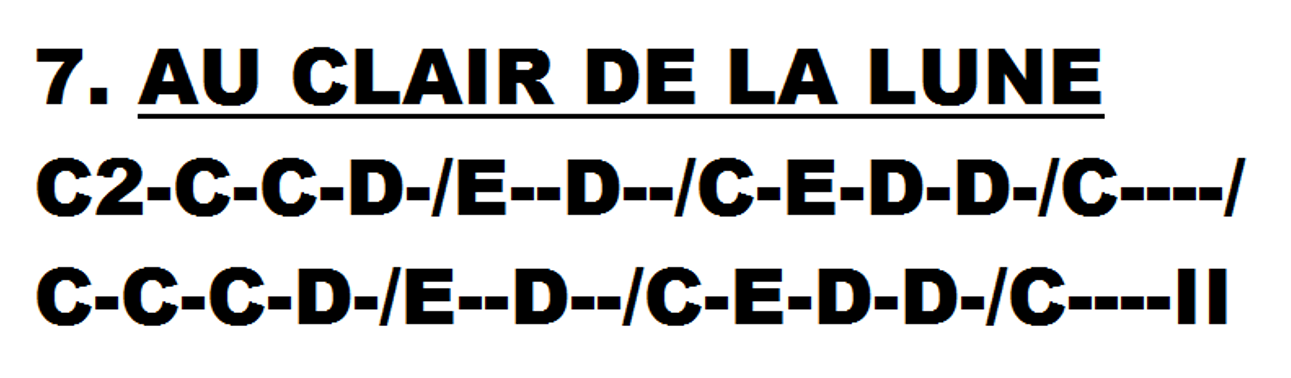 7. AU CLAIR DE LA LUNE
C2-C-C-D-/E--D--/C-E-D-D-/C----/
C-C-C-D-/E--D--/C-E-D-D-/C----II